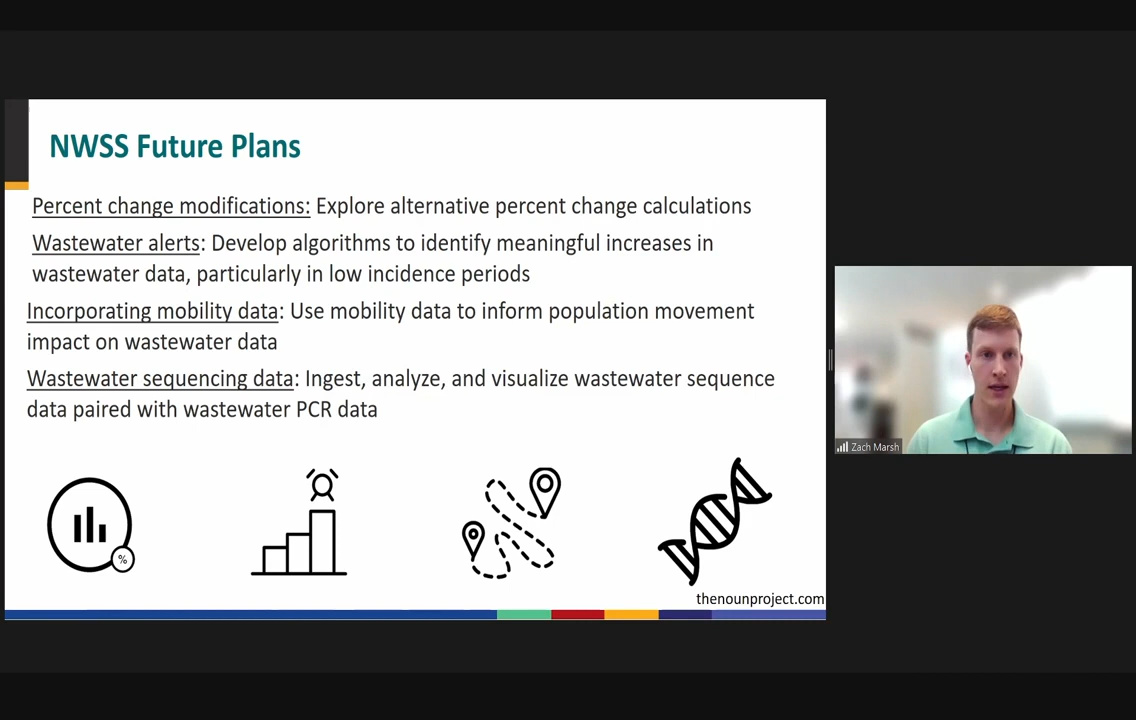 NWSS Future Plans
Percent change modifications: Explore alternative percent change calculations
Wastewater alerts: Develop algorithms to identify meaningful increases in
wastewater data, particularly in low incidence periods
Incorporating mobility data: Use mobility data to inform population movement
impact on wastewater data
Wastewater sequencing data: Ingest, analyze, and visualize wastewater sequence
data paired with wastewater PCR data
%
thenounproject.com
Zach Marsh